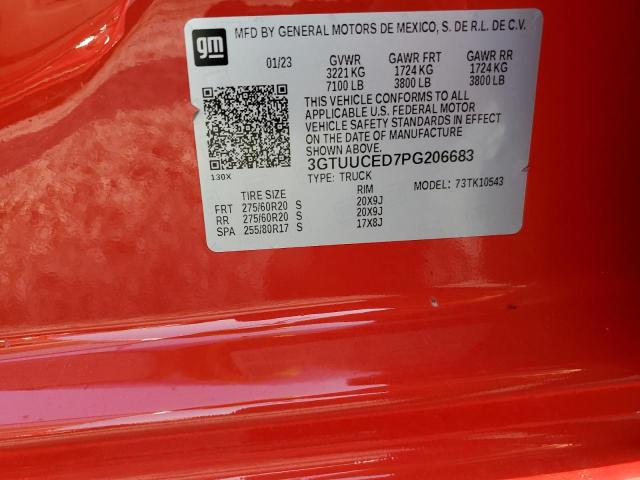 gm
MFD BY GENERAL MOTORS DE MEXICO, S. DE R.L. DE C.V.
01/23 GVWR GAWR FRT GAWR RR
3221 KG 1724 KG 1724 KG
7100 LB 3800 LB 3800 LB
THIS VEHICLE CONFORMS TO ALL
APPLICABLE U.S. FEDERAL MOTOR
VEHICLE SAFETY STANDARDS IN EFFECT
ON THE DATE OF MANUFACTURE
SHOWN ABOVE.
3GTUUCED7PG206683
130X TYPE: TRUCK MODEL: 73TK10543
TIRE SIZE RIM
FRT 275/60R20 S 20X9J
RR 275/60R20 S 20X9J
SPA 255/80R17 S 17X8J